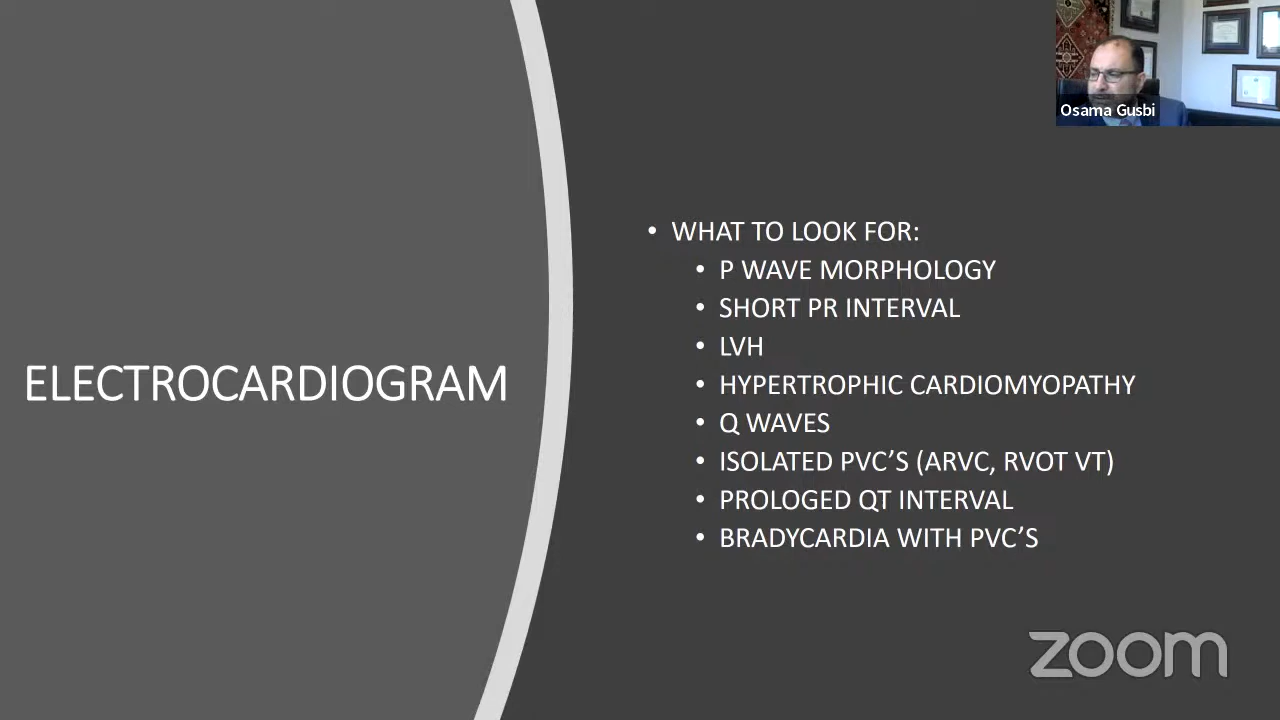 Osama Gusbi
ELECTROCARDIOGRAM
• WHAT TO LOOK FOR:
• P WAVE MORPHOLOGY
• SHORT PR INTERVAL
• LVH
• HYPERTROPHIC CARDIOMYOPATHY
• Q WAVES
• ISOLATED PVC’S (ARVC, RVOT VT)
• PROLOGED QT INTERVAL
• BRADYCARDIA WITH PVC’S
zoom